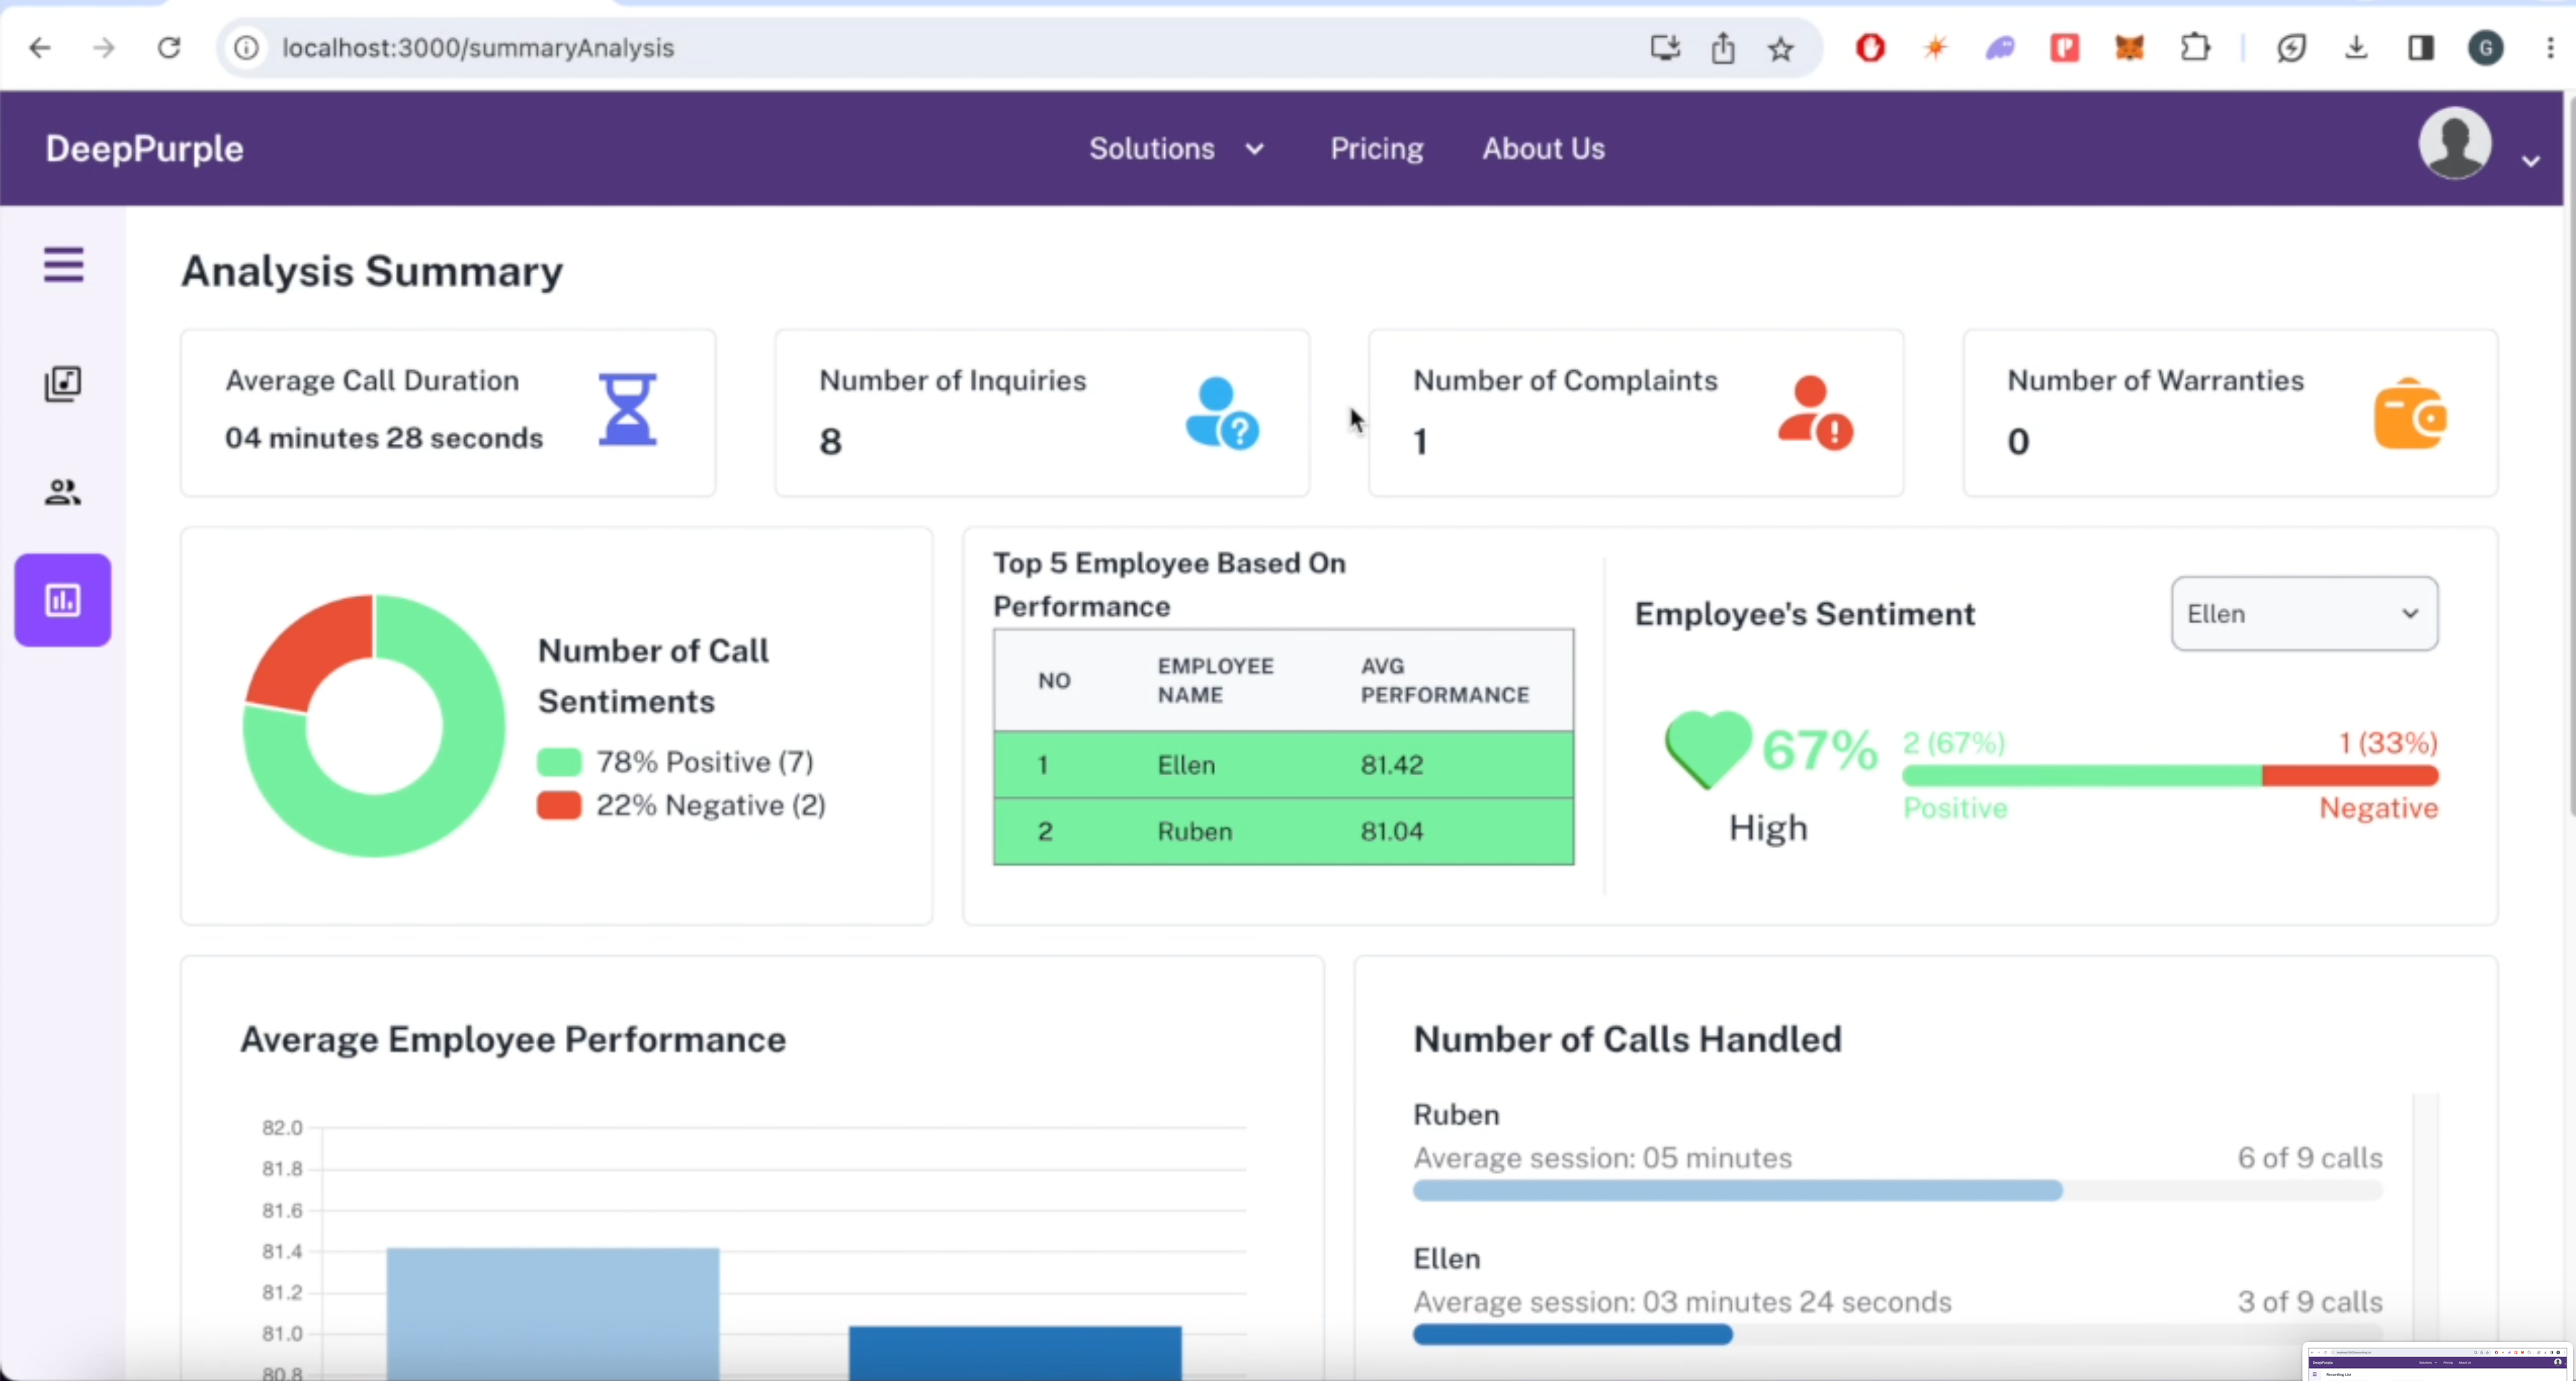 localhost:3000/summaryAnalysis
G
DeepPurple
Solutions
Pricing
About Us
Analysis Summary
Average Call Duration
04 minutes 28 seconds
Number of Inquiries
8
Number of Complaints
1
Number of Warranties
0
Number of Call
Sentiments
78% Positive (7)
22% Negative (2)
Top 5 Employee Based On
Performance
NO
EMPLOYEE
NAME
AVG
PERFORMANCE
1 Ellen 81.42
2 Ruben 81.04
Employee's Sentiment
Ellen
67%
High
2 (67%)
1 (33%)
Positive
Negative
Average Employee Performance
82.0
81.8
81.6
81.4
81.2
81.0
80.8
Number of Calls Handled
Ruben
Average session: 05 minutes
6 of 9 calls
Ellen
Average session: 03 minutes 24 seconds
3 of 9 calls